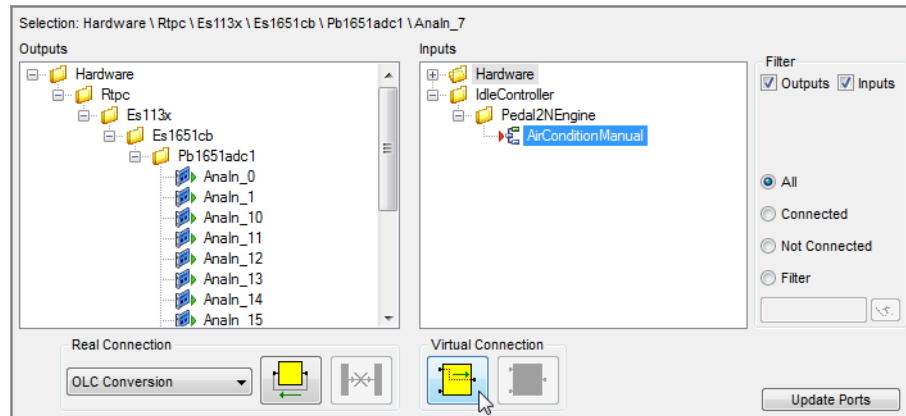 Selection: Hardware \ Rtpc \ Es113x \ Es1651cb \ Pb1651adc1 \ AnaIn_7
Outputs
Hardware
Rtpc
Es113x
Es1651cb
Pb1651adc1
AnaIn_0
AnaIn_1
AnaIn_10
AnaIn_11
AnaIn_12
AnaIn_13
AnaIn_14
AnaIn_15
Inputs
Hardware
IdleController
Pedal2NEngine
AirConditionManual
Filter
Outputs Inputs
All
Connected
Not Connected
Filter
Real Connection
OLC Conversion
Virtual Connection
Update Ports